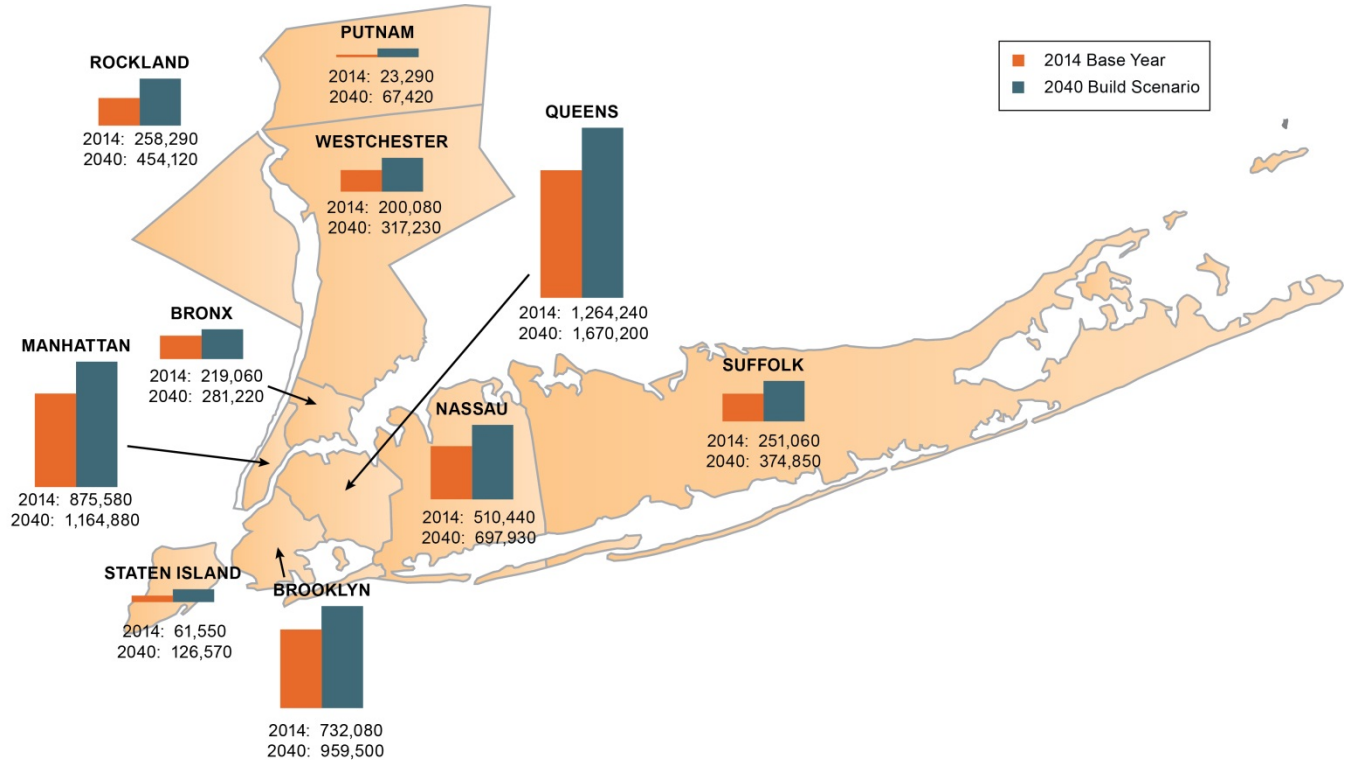 PUTNAM
2014: 23,290
2040: 67,420
ROCKLAND
2014: 258,290
2040: 454,120
2014 Base Year
2040 Build Scenario
QUEENS
2014: 1,264,240
2040: 1,670,200
WESTCHESTER
2014: 200,080
2040: 317,230
BRONX
2014: 219,060
2040: 281,220
MANHATTAN
2014: 875,580
2040: 1,164,880
SUFFOLK
2014: 251,060
2040: 374,850
NASSAU
2014: 510,440
2040: 697,930
STATEN ISLAND
2014: 61,550
2040: 126,570
BROOKLYN
2014: 732,080
2040: 959,500